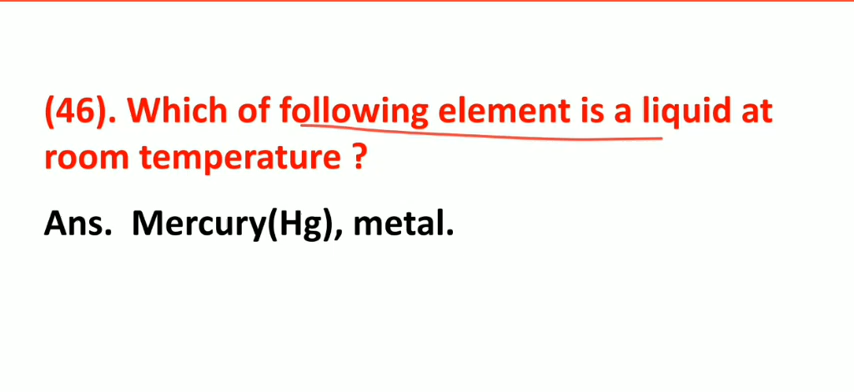 (46). Which of following element is a liquid at
room temperature ?
Ans.  Mercury(Hg), metal.